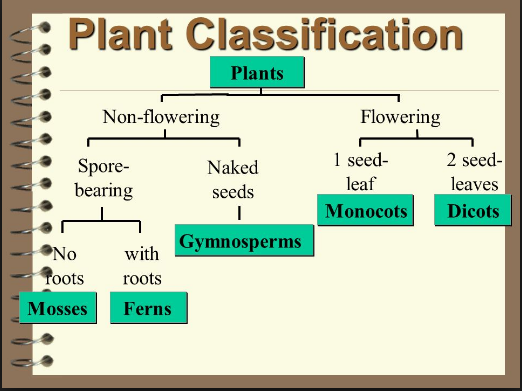 Plant Classification
Plants
Non-flowering
Flowering
Spore-
bearing
Naked
seeds
1 seed-
leaf
2 seed-
leaves
Monocots
Dicots
Gymnosperms
No
roots
with
roots
Mosses
Ferns